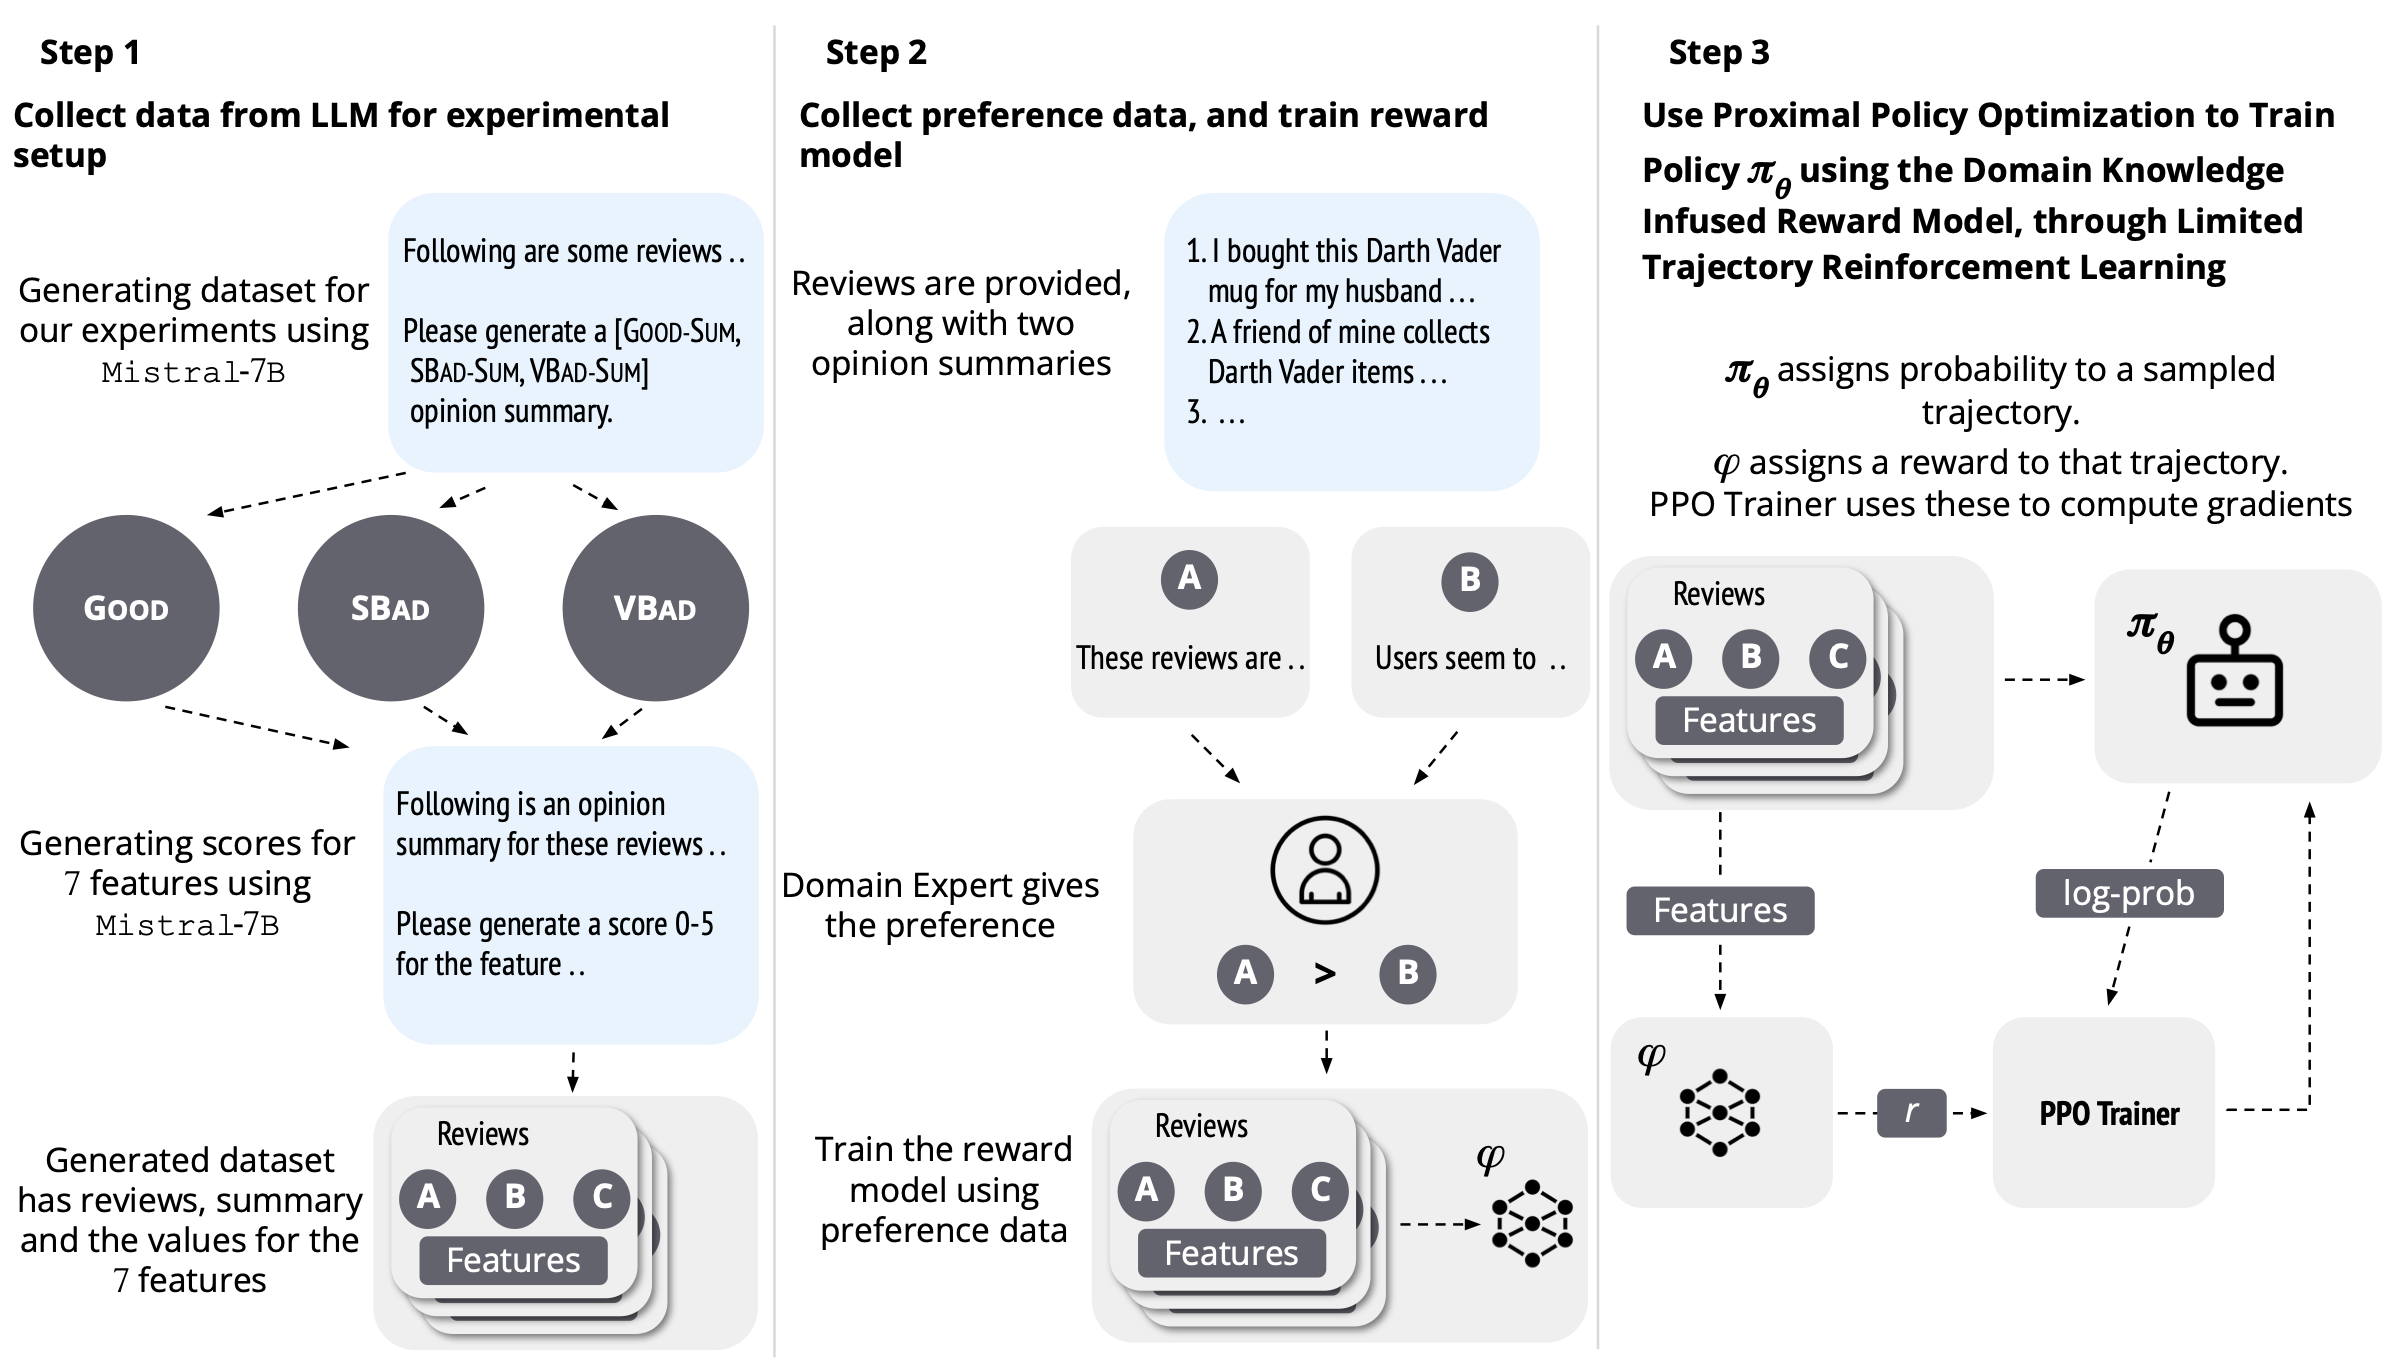 Step 1
Collect data from LLM for experimental
setup
Generating dataset for
our experiments using
Mistral-7B
Following are some reviews . .
Please generate a [GOOD-SUM,
SBAD-SUM, VBAD-SUM]
opinion summary.
GOOD
SBAD
VBAD
Generating scores for
7 features using
Mistral-7B
Following is an opinion
summary for these reviews . .
Please generate a score 0-5
for the feature . .
Generated dataset
has reviews, summary
and the values for the
7 features
Reviews
A B C
Features
Step 2
Collect preference data, and train reward
model
Reviews are provided,
along with two
opinion summaries
1. I bought this Darth Vader
mug for my husband . . .
2. A friend of mine collects
Darth Vader items . . .
3. . . .
A
These reviews are . .
B
Users seem to . .
Domain Expert gives
the preference
A > B
Train the reward
model using
preference data
Reviews
A B C
Features
φ
Step 3
Use Proximal Policy Optimization to Train
Policy πθ using the Domain Knowledge
Infused Reward Model, through Limited
Trajectory Reinforcement Learning
πθ assigns probability to a sampled
trajectory.
φ assigns a reward to that trajectory.
PPO Trainer uses these to compute gradients
Reviews
A B C
Features
πθ
Features
log-prob
φ
r
PPO Trainer